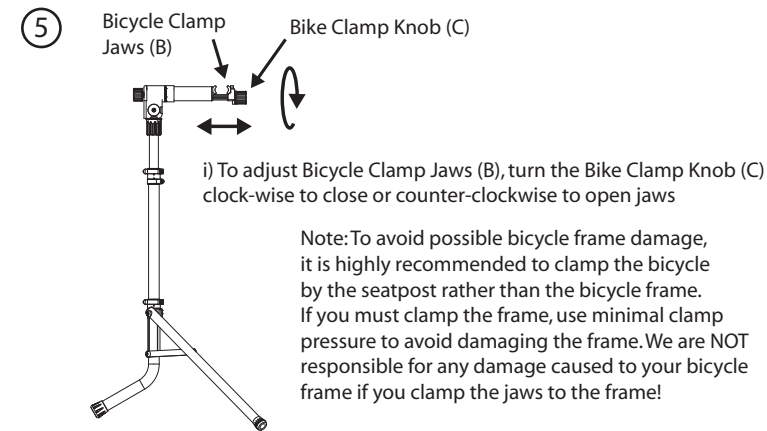 5
Bicycle Clamp
Jaws (B)
Bike Clamp Knob (C)
i) To adjust Bicycle Clamp Jaws (B), turn the Bike Clamp Knob (C)
clock-wise to close or counter-clockwise to open jaws
Note: To avoid possible bicycle frame damage,
it is highly recommended to clamp the bicycle
by the seatpost rather than the bicycle frame.
If you must clamp the frame, use minimal clamp
pressure to avoid damaging the frame. We are NOT
responsible for any damage caused to your bicycle
frame if you clamp the jaws to the frame!